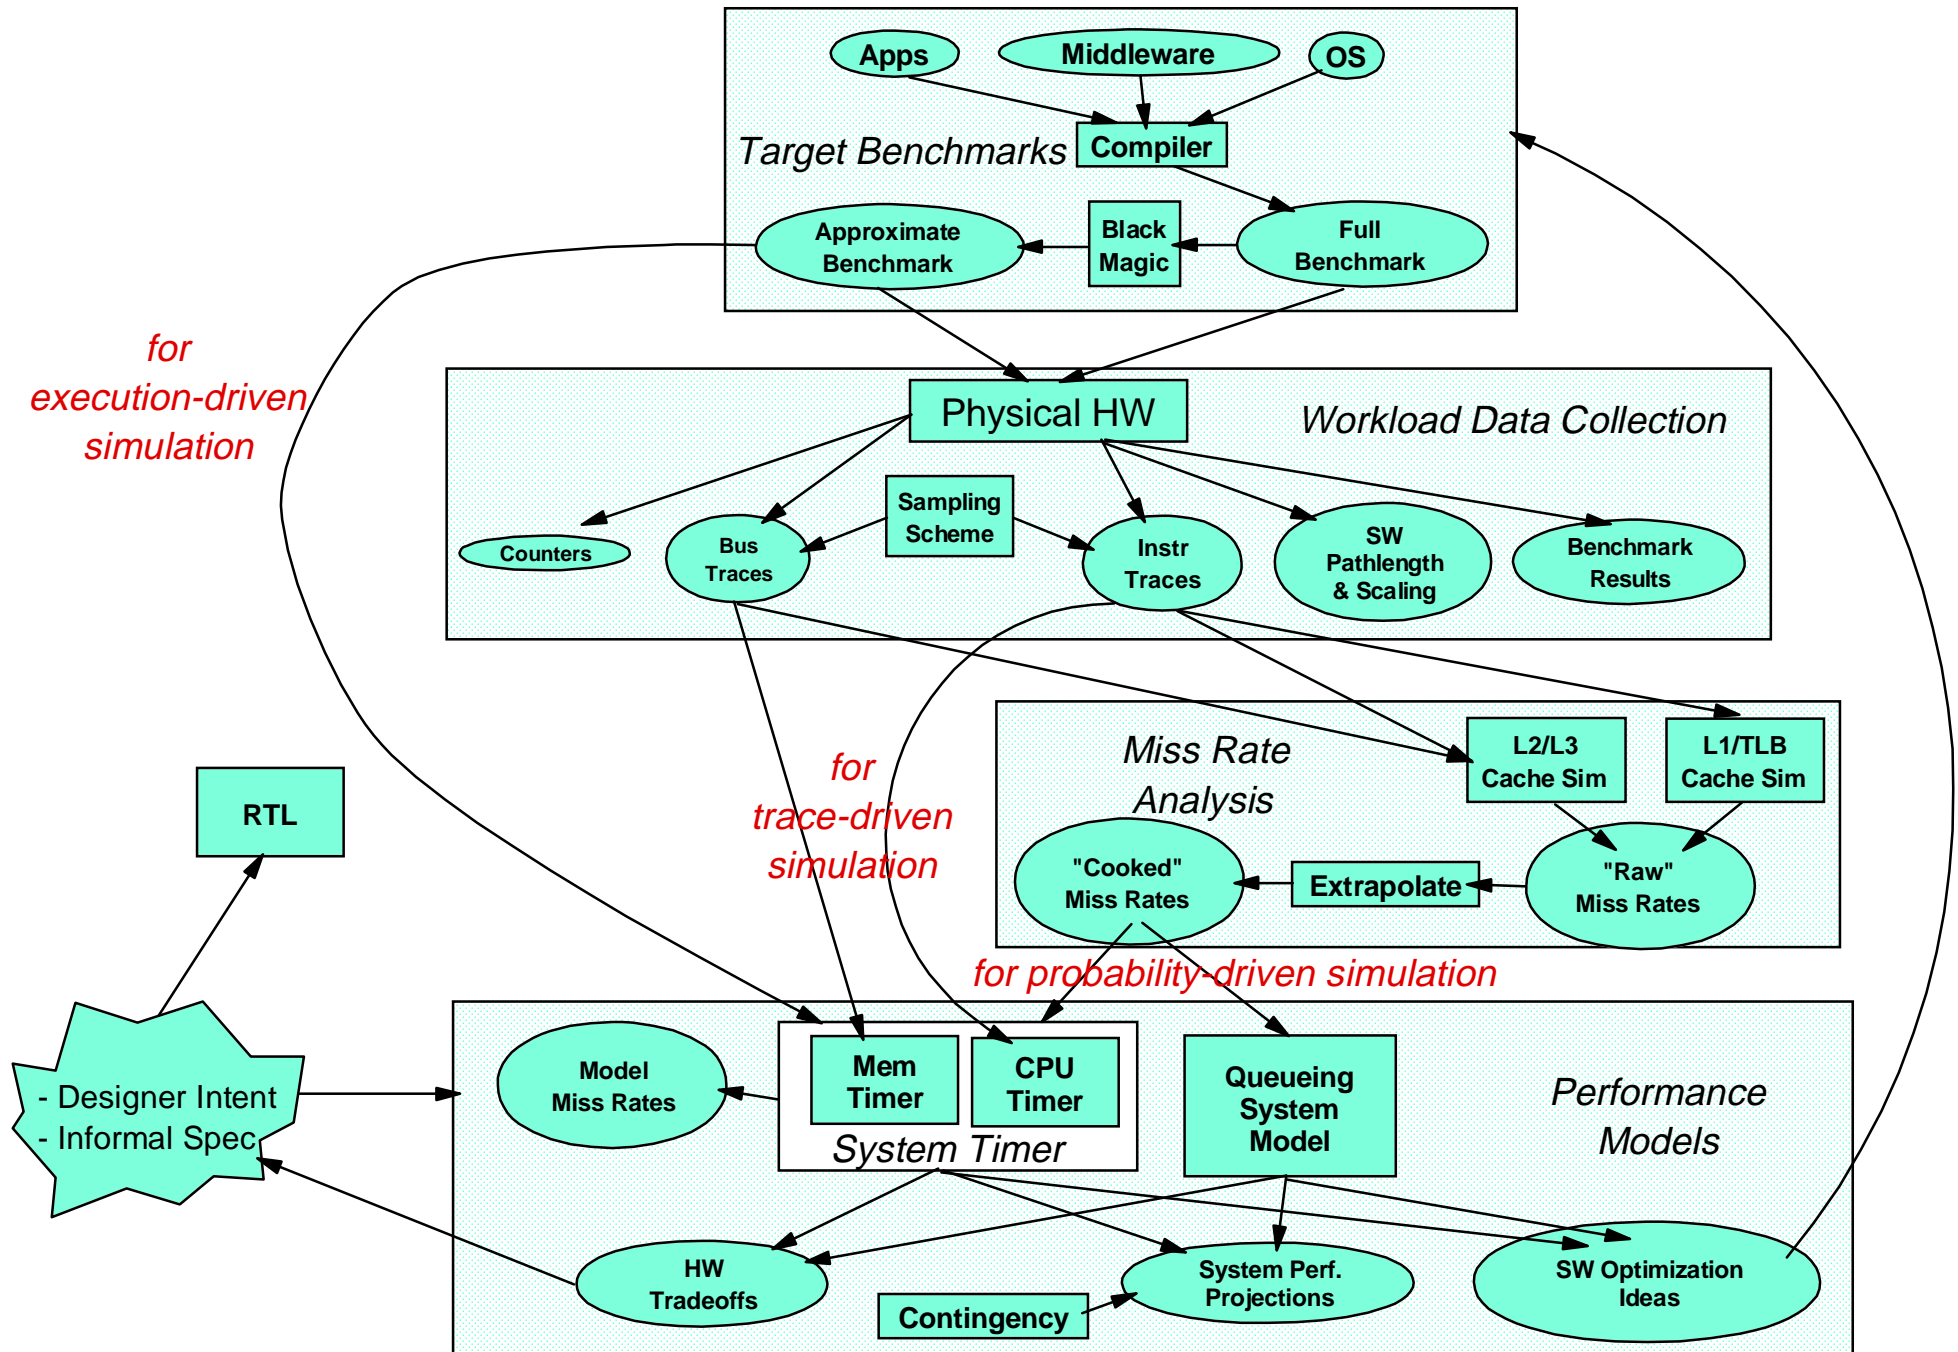 Apps
Middleware
OS
Target Benchmarks
Compiler
Approximate
Benchmark
Black
Magic
Full
Benchmark
for
execution-driven
simulation
Physical HW
Workload Data Collection
Sampling
Scheme
Counters
Bus
Traces
Instr
Traces
SW
Pathlength
& Scaling
Benchmark
Results
Miss Rate
Analysis
L2/L3
Cache Sim
L1/TLB
Cache Sim
for
trace-driven
simulation
RTL
"Cooked"
Miss Rates
Extrapolate
"Raw"
Miss Rates
for probability-driven simulation
- Designer Intent
- Informal Spec
Model
Miss Rates
Mem
Timer
CPU
Timer
System Timer
Queueing
System
Model
Performance
Models
HW
Tradeoffs
Contingency
System Perf.
Projections
SW Optimization
Ideas